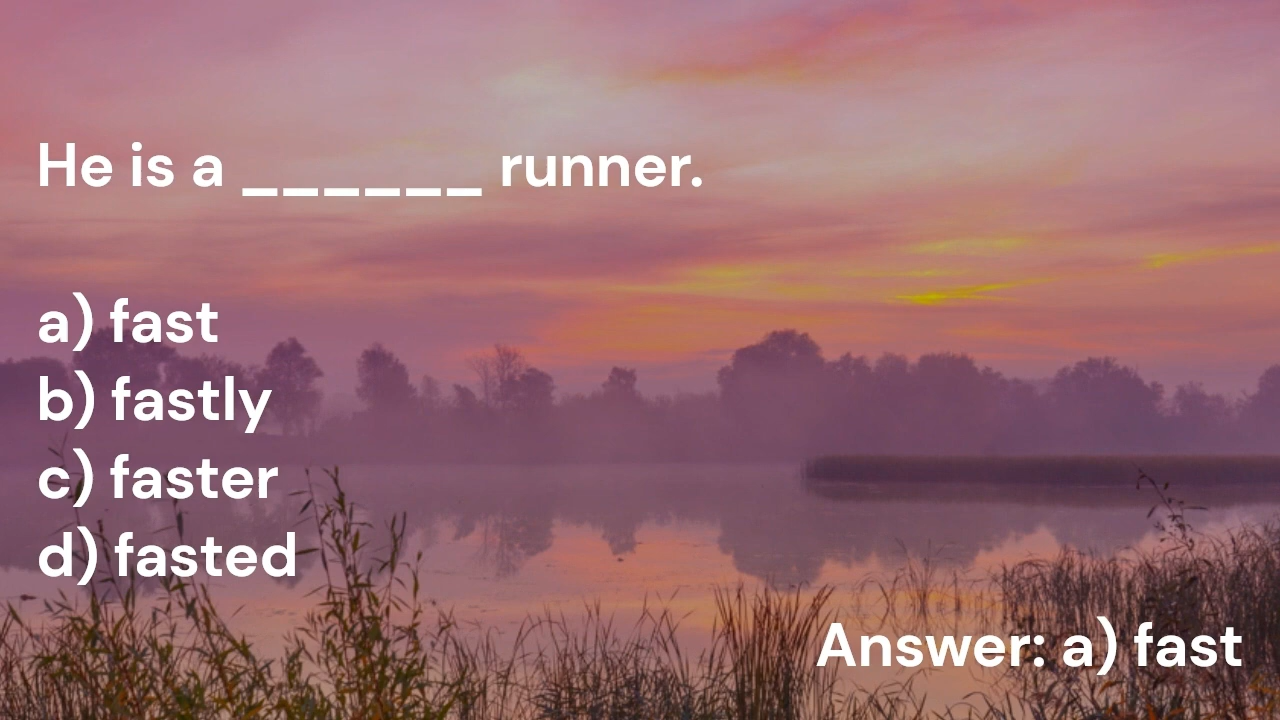 He is a ______ runner.
a) fast
b) fastly
c) faster
d) fasted
Answer: a) fast